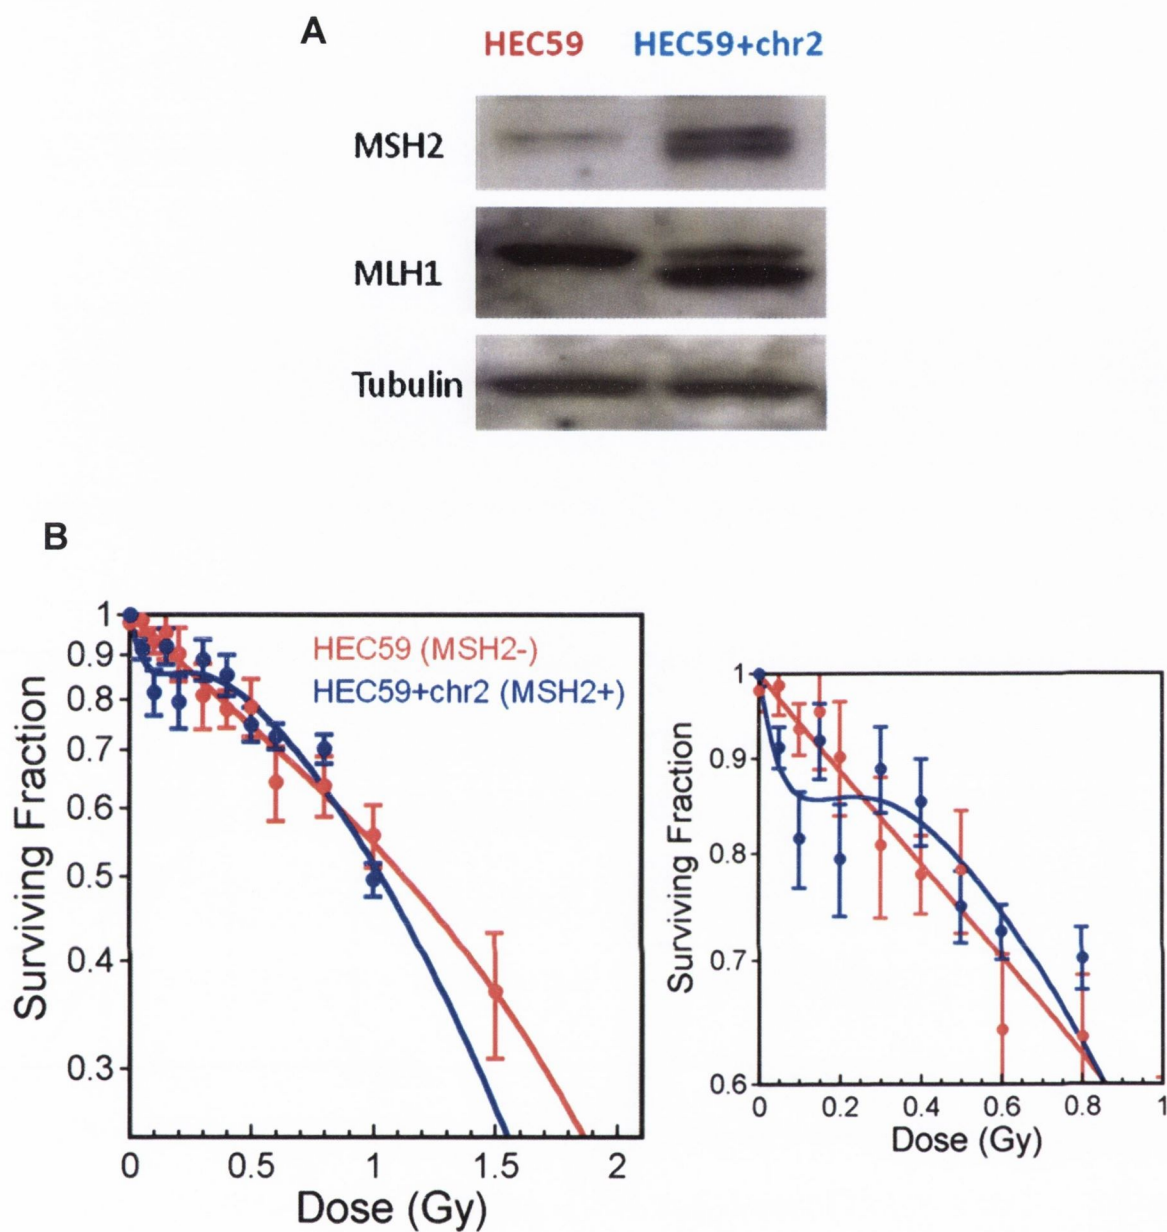 A
HEC59 HEC59+chr2
MSH2
MLH1
Tubulin
B
HEC59 (MSH2-)
HEC59+chr2 (MSH2+)
1
0.9
0.8
0.7
0.6
0.5
0.4
0.3
Surviving Fraction
0 0.5 1 1.5 2
Dose (Gy)
1
0.9
0.8
0.7
0.6
Surviving Fraction
0 0.2 0.4 0.6 0.8 1
Dose (Gy)